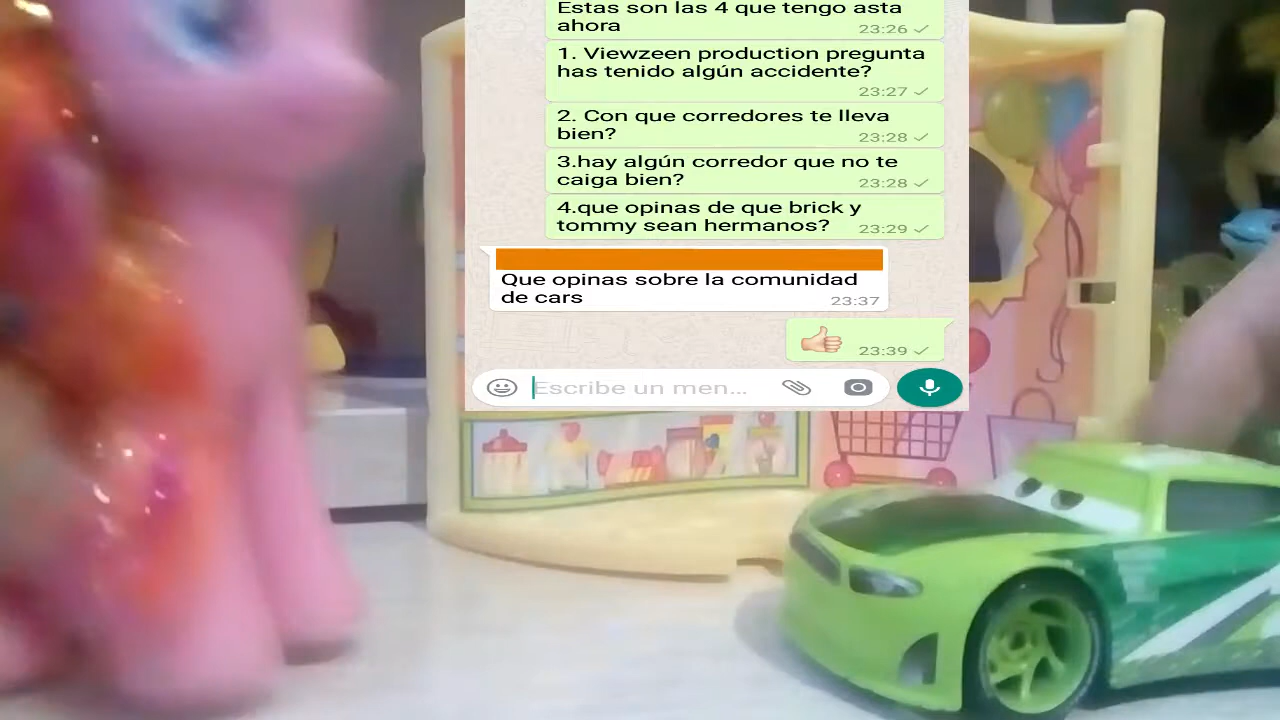 Estas son las 4 que tengo asta
ahora
23:26
1. Viewzeen production pregunta
has tenido algún accidente?
23:27
2. Con que corredores te lleva
bien?
23:28
3.hay algún corredor que no te
caiga bien?
23:28
4.que opinas de que brick y
tommy sean hermanos?
23:29
Que opinas sobre la comunidad
de cars
23:37
23:39
Escribe un men...